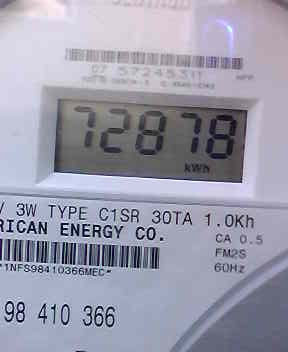 07 57245311
72878
kWh
V 3W TYPE C1SR 30TA 1.0Kh
RICAN ENERGY CO.
CA 0.5
FM2S
60Hz
*1NFS98410366MEC*
98 410 366